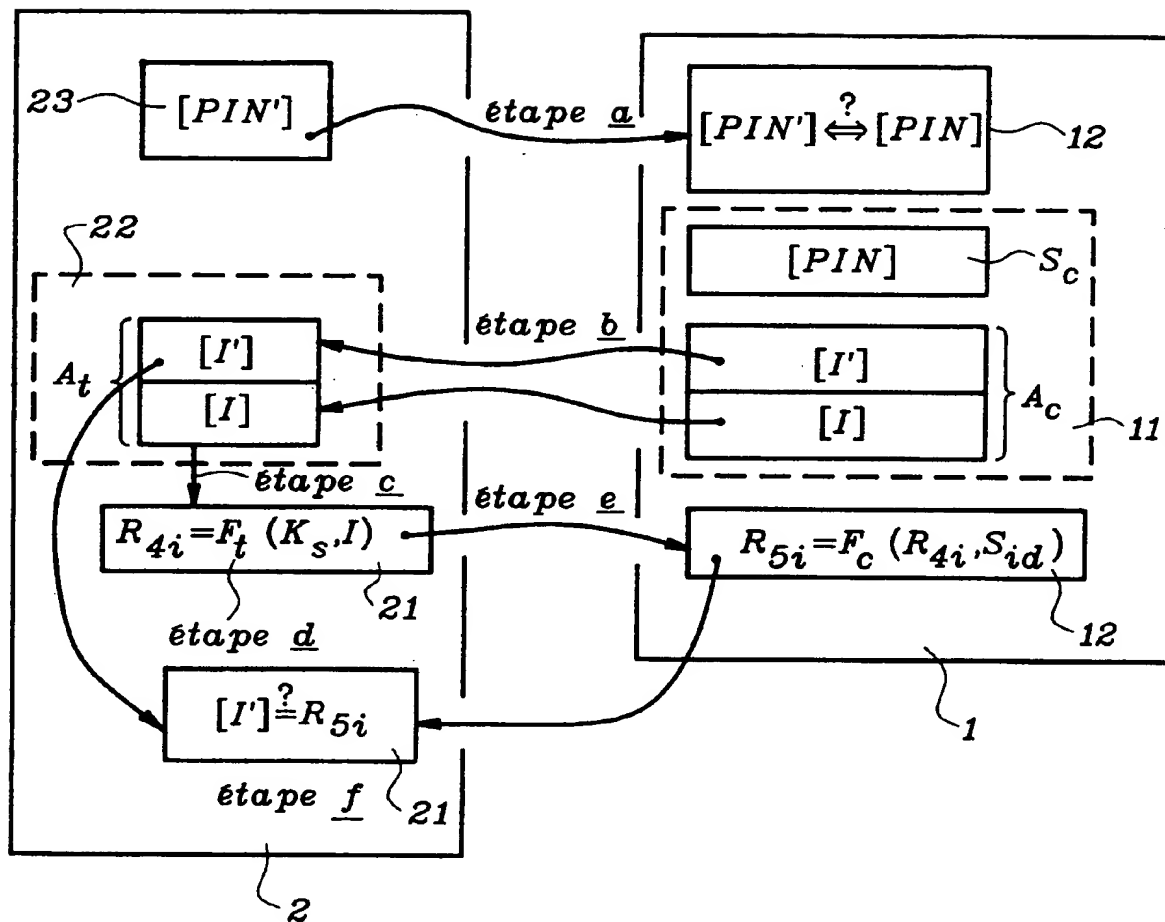 23
[PIN']
étape a
[PIN'] ?⇔ [PIN]
12
22
[PIN]
S_c
étape b
A_t
[I']
[I]
[I']
[I]
A_c
11
étape c
étape e
R_4i=F_t (K_s,I)
21
R_5i=F_c (R_4i,S_id)
12
étape d
[I'] ?= R_5i
21
étape f
1
2